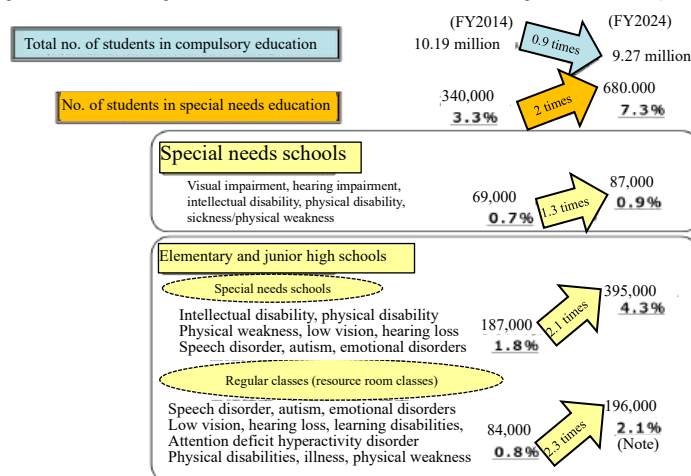 (FY2014)
(FY2024)
Total no. of students in compulsory education
10.19 million
0.9 times
9.27 million
No. of students in special needs education
340,000
3.3%
2 times
680,000
7.3%
Special needs schools
Visual impairment, hearing impairment,
intellectual disability, physical disability,
sickness/physical weakness
69,000
0.7%
1.3 times
87,000
0.9%
Elementary and junior high schools
Special needs schools
Intellectual disability, physical disability
Physical weakness, low vision, hearing loss
Speech disorder, autism, emotional disorders
187,000
1.8%
2.1 times
395,000
4.3%
Regular classes (resource room classes)
Speech disorder, autism, emotional disorders
Low vision, hearing loss, learning disabilities,
Attention deficit hyperactivity disorder
Physical disabilities, illness, physical weakness
84,000
0.8%
2.3 times
196,000
2.1%
(Note)